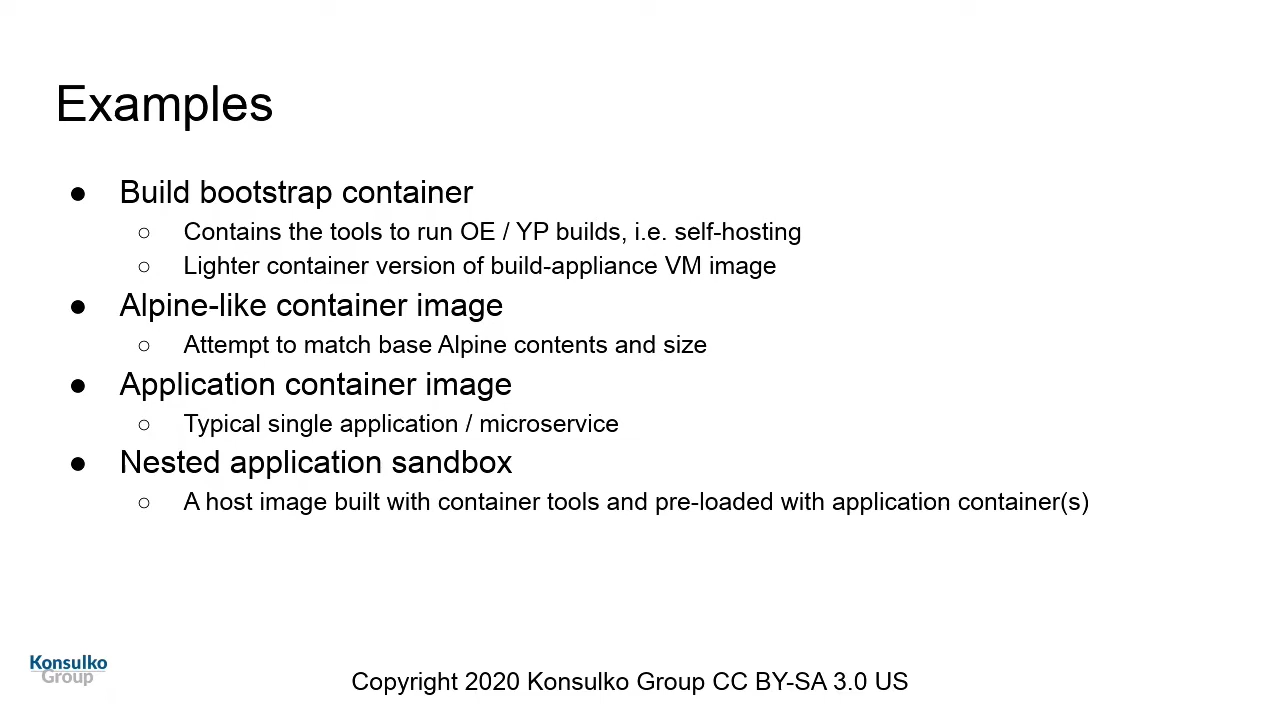 Examples
● Build bootstrap container
○ Contains the tools to run OE / YP builds, i.e. self-hosting
○ Lighter container version of build-appliance VM image
● Alpine-like container image
○ Attempt to match base Alpine contents and size
● Application container image
○ Typical single application / microservice
● Nested application sandbox
○ A host image built with container tools and pre-loaded with application container(s)
Konsulko
Group
Copyright 2020 Konsulko Group CC BY-SA 3.0 US